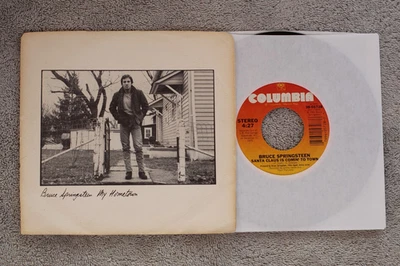 Bruce Springsteen My Hometown
COLUMBIA
STEREO
4:27
BRUCE SPRINGSTEEN
SANTA CLAUS IS COMIN' TO TOWN